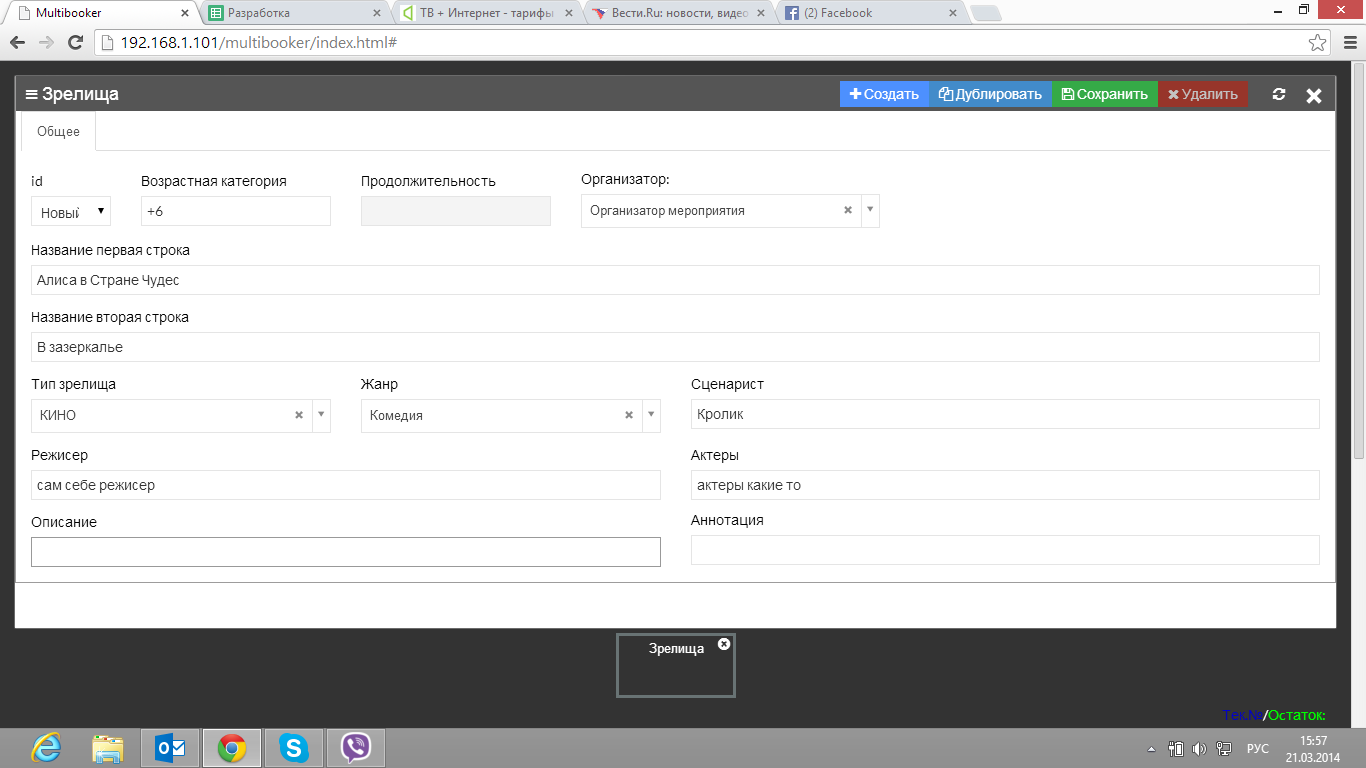 Multibooker
Разработка
ТВ + Интернет - тарифы
Вести.Ru: новости, видео
(2) Facebook
192.168.1.101/multibooker/index.html#
Зрелища
Создать Дублировать Сохранить Удалить
Общее
id Возрастная категория Продолжительность Организатор:
Новый +6 Организатор мероприятия
Название первая строка
Алиса в Стране Чудес
Название вторая строка
В зазеркалье
Тип зрелища Жанр Сценарист
КИНО Комедия Кролик
Режисер Актеры
сам себе режисер актеры какие то
Описание Аннотация
Зрелища
Тек.№/Остаток:
РУС
15:57
21.03.2014